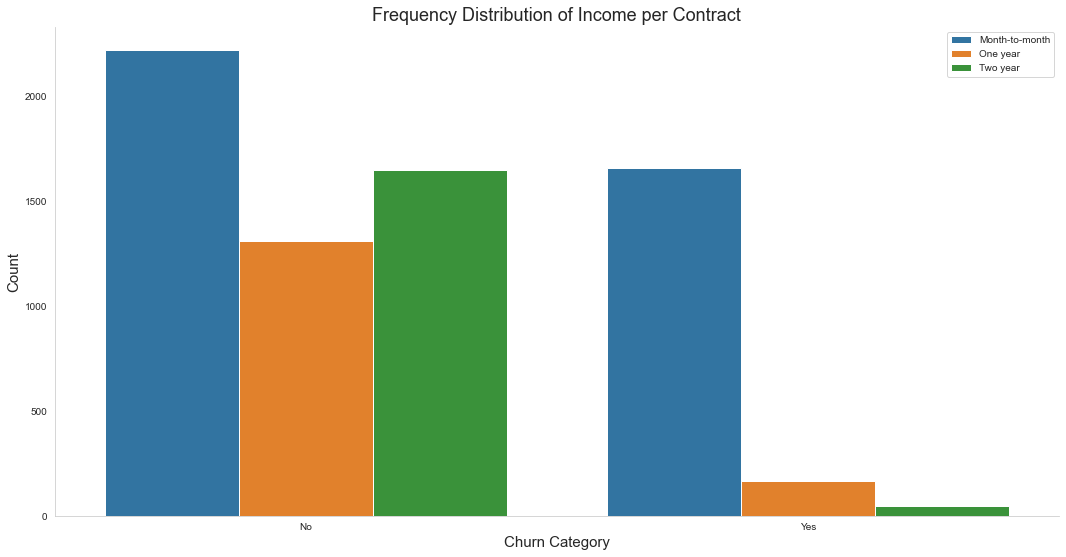 Frequency Distribution of Income per Contract
Month-to-month
One year
Two year
Count
2000
1500
1000
500
0
No
Yes
Churn Category